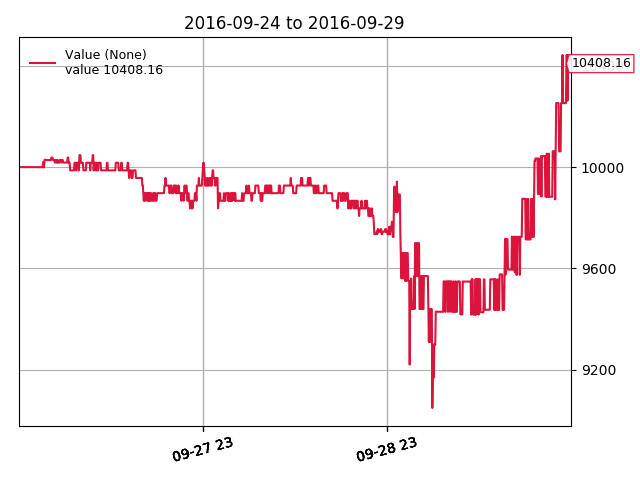 2016-09-24 to 2016-09-29
Value (None)
value 10408.16
10408.16
10000
9600
9200
09-27 23
09-28 23